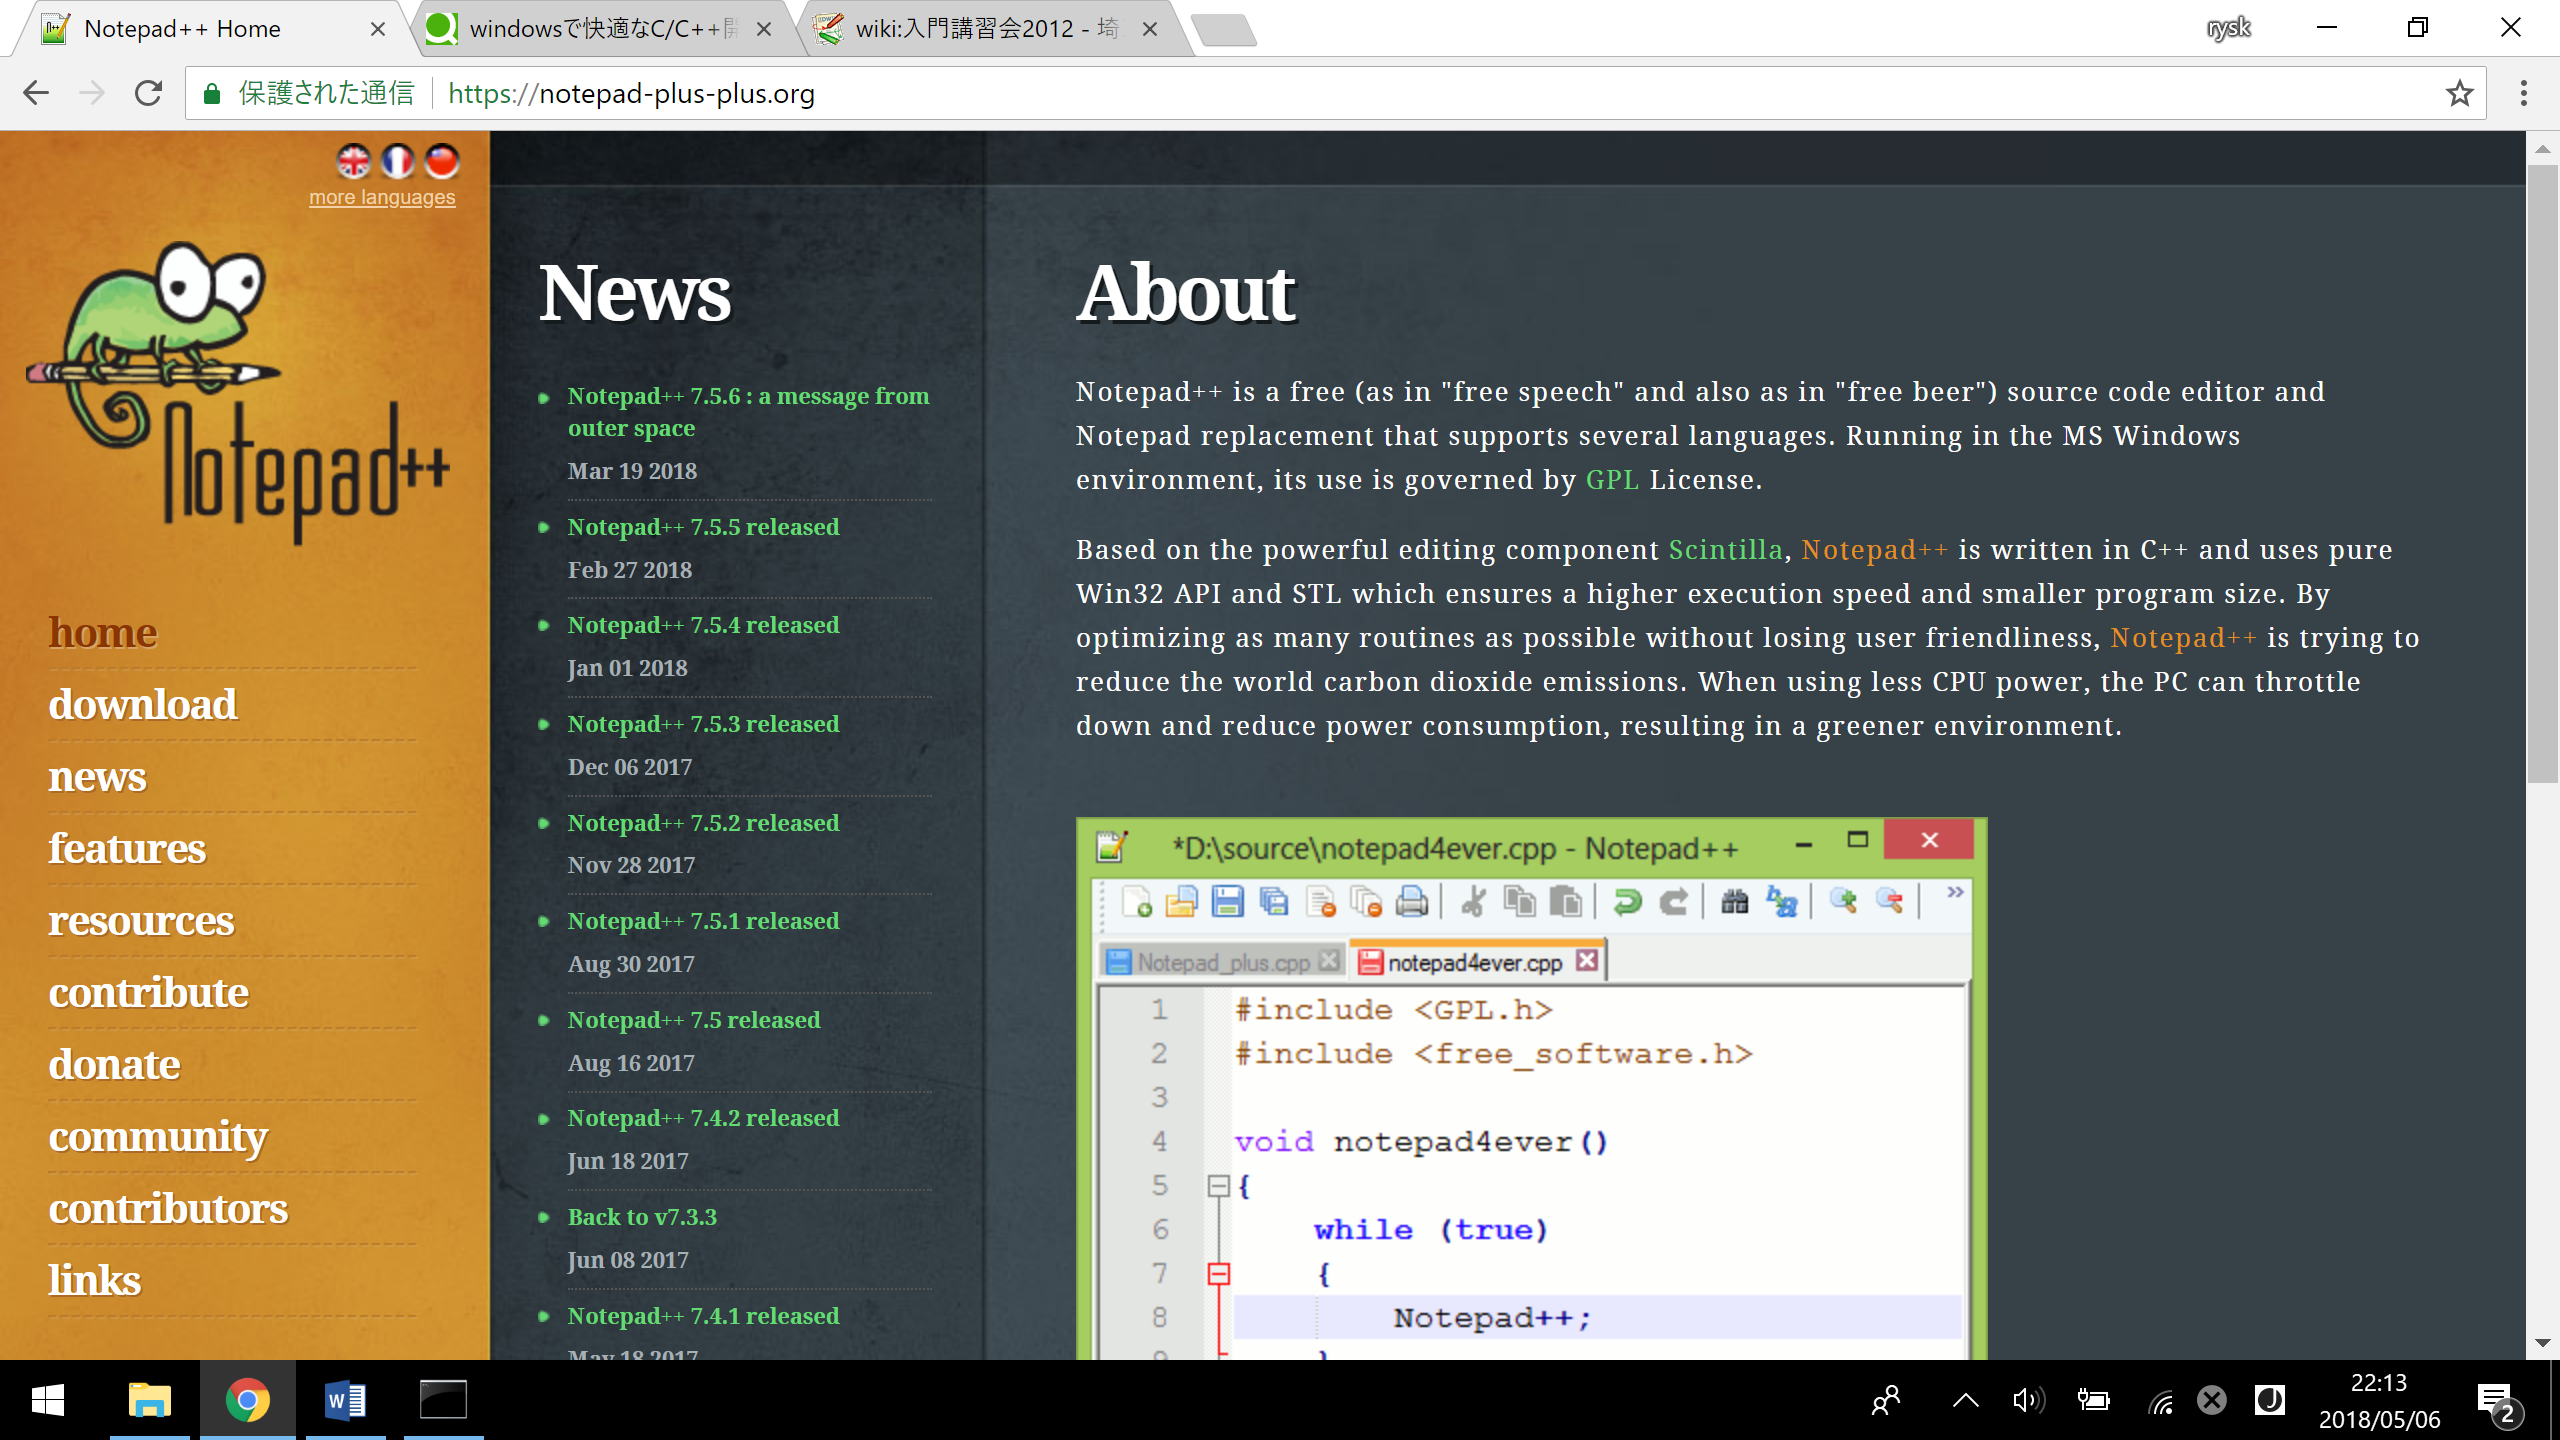 Notepad++ Home
windowsで快適なC/C++開
wiki:入門講習会2012 - 埼
rysk
保護された通信
https://notepad-plus-plus.org
more languages
Notepad++
home
download
news
features
resources
contribute
donate
community
contributors
links
News
Notepad++ 7.5.6 : a message from
outer space
Mar 19 2018
Notepad++ 7.5.5 released
Feb 27 2018
Notepad++ 7.5.4 released
Jan 01 2018
Notepad++ 7.5.3 released
Dec 06 2017
Notepad++ 7.5.2 released
Nov 28 2017
Notepad++ 7.5.1 released
Aug 30 2017
Notepad++ 7.5 released
Aug 16 2017
Notepad++ 7.4.2 released
Jun 18 2017
Back to v7.3.3
Jun 08 2017
Notepad++ 7.4.1 released
May 18 2017
About
Notepad++ is a free (as in "free speech" and also as in "free beer") source code editor and
Notepad replacement that supports several languages. Running in the MS Windows
environment, its use is governed by GPL License.
Based on the powerful editing component Scintilla, Notepad++ is written in C++ and uses pure
Win32 API and STL which ensures a higher execution speed and smaller program size. By
optimizing as many routines as possible without losing user friendliness, Notepad++ is trying to
reduce the world carbon dioxide emissions. When using less CPU power, the PC can throttle
down and reduce power consumption, resulting in a greener environment.
*D:\source\notepad4ever.cpp - Notepad++
Notepad_plus.cpp
notepad4ever.cpp
1 #include <GPL.h>
2 #include <free_software.h>
3
4 void notepad4ever()
5 {
6 while (true)
7 {
8 Notepad++;
9 }
22:13
2018/05/06
2